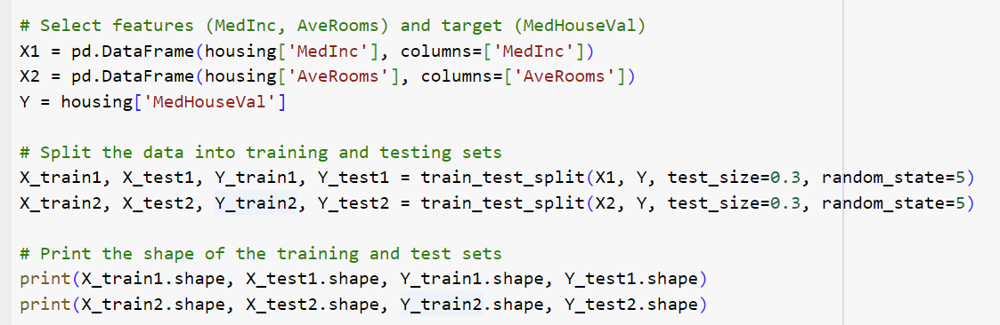 # Select features (MedInc, AveRooms) and target (MedHouseVal)
X1 = pd.DataFrame(housing['MedInc'], columns=['MedInc'])
X2 = pd.DataFrame(housing['AveRooms'], columns=['AveRooms'])
Y = housing['MedHouseVal']
# Split the data into training and testing sets
X_train1, X_test1, Y_train1, Y_test1 = train_test_split(X1, Y, test_size=0.3, random_state=5)
X_train2, X_test2, Y_train2, Y_test2 = train_test_split(X2, Y, test_size=0.3, random_state=5)
# Print the shape of the training and test sets
print(X_train1.shape, X_test1.shape, Y_train1.shape, Y_test1.shape)
print(X_train2.shape, X_test2.shape, Y_train2.shape, Y_test2.shape)